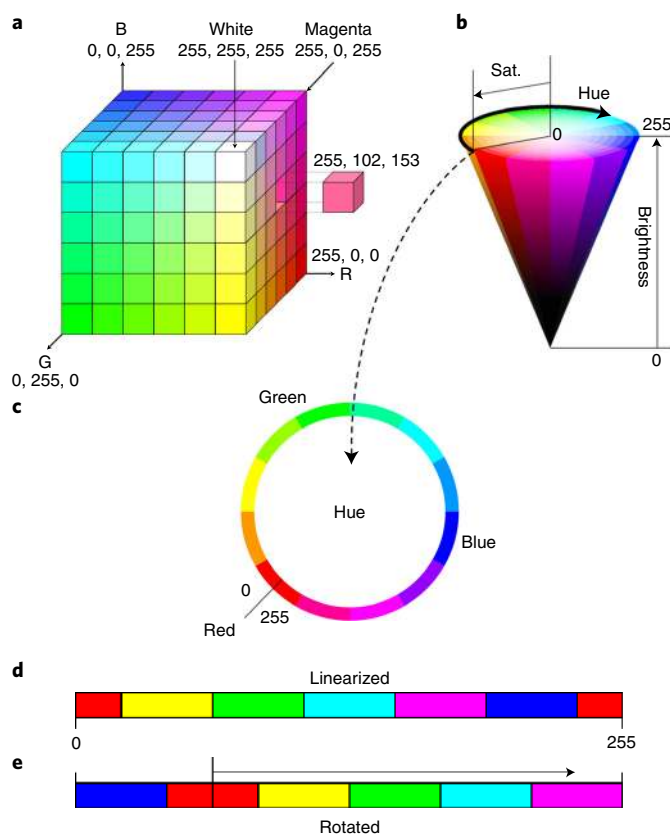 a
B
0, 0, 255
White
255, 255, 255
Magenta
255, 0, 255
255, 102, 153
255, 0, 0
R
G
0, 255, 0
b
Sat.
Hue
0
255
Brightness
0
c
Green
Hue
Blue
0
255
Red
d
Linearized
0
255
e
Rotated